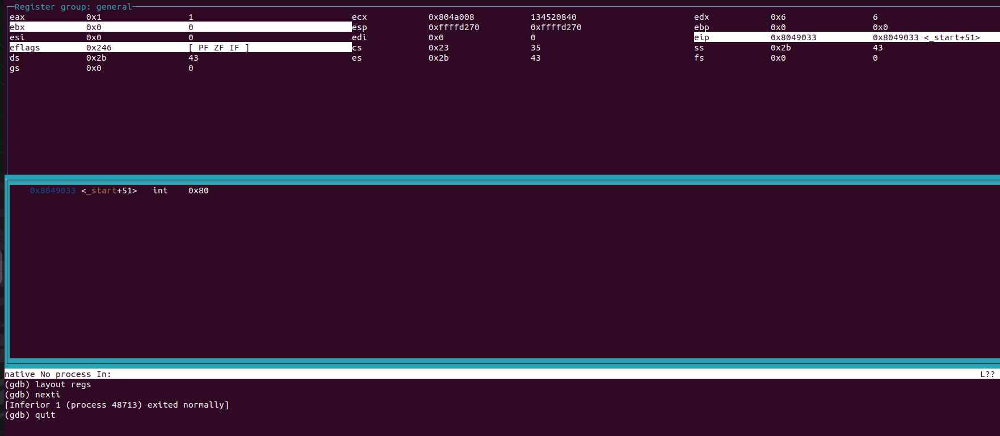 Register group: general
eax 0x1 1 ecx 0x804a008 134520840 edx 0x6 6
ebx 0x0 0 esp 0xffffd270 0xffffd270 ebp 0x0 0x0
esi 0x0 0 edi 0x0 0 eip 0x8049033 0x8049033 <_start+51>
eflags 0x246 [ PF ZF IF ] cs 0x23 35 ss 0x2b 43
ds 0x2b 43 es 0x2b 43 fs 0x0 0
gs 0x0 0
0x8049033 <_start+51> int 0x80
native No process In: L??
(gdb) layout regs
(gdb) nexti
[Inferior 1 (process 48713) exited normally]
(gdb) quit